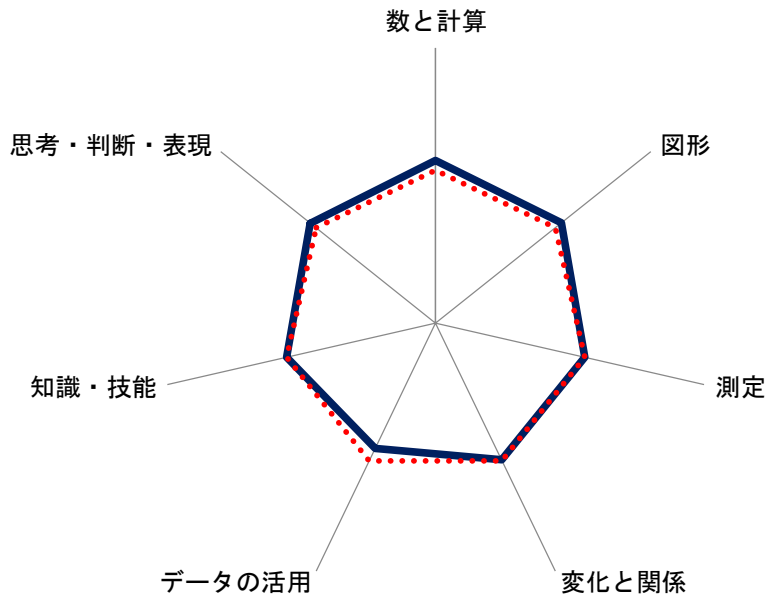 数と計算
思考・判断・表現
図形
知識・技能
測定
データの活用
変化と関係